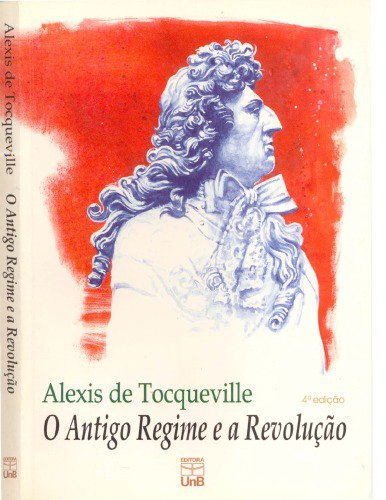 Alexis de Tocqueville O Antigo Regime e a Revolução
EDITORA
UnB
Alexis de Tocqueville
4ª edição
O Antigo Regime e a Revolução
EDITORA
UnB